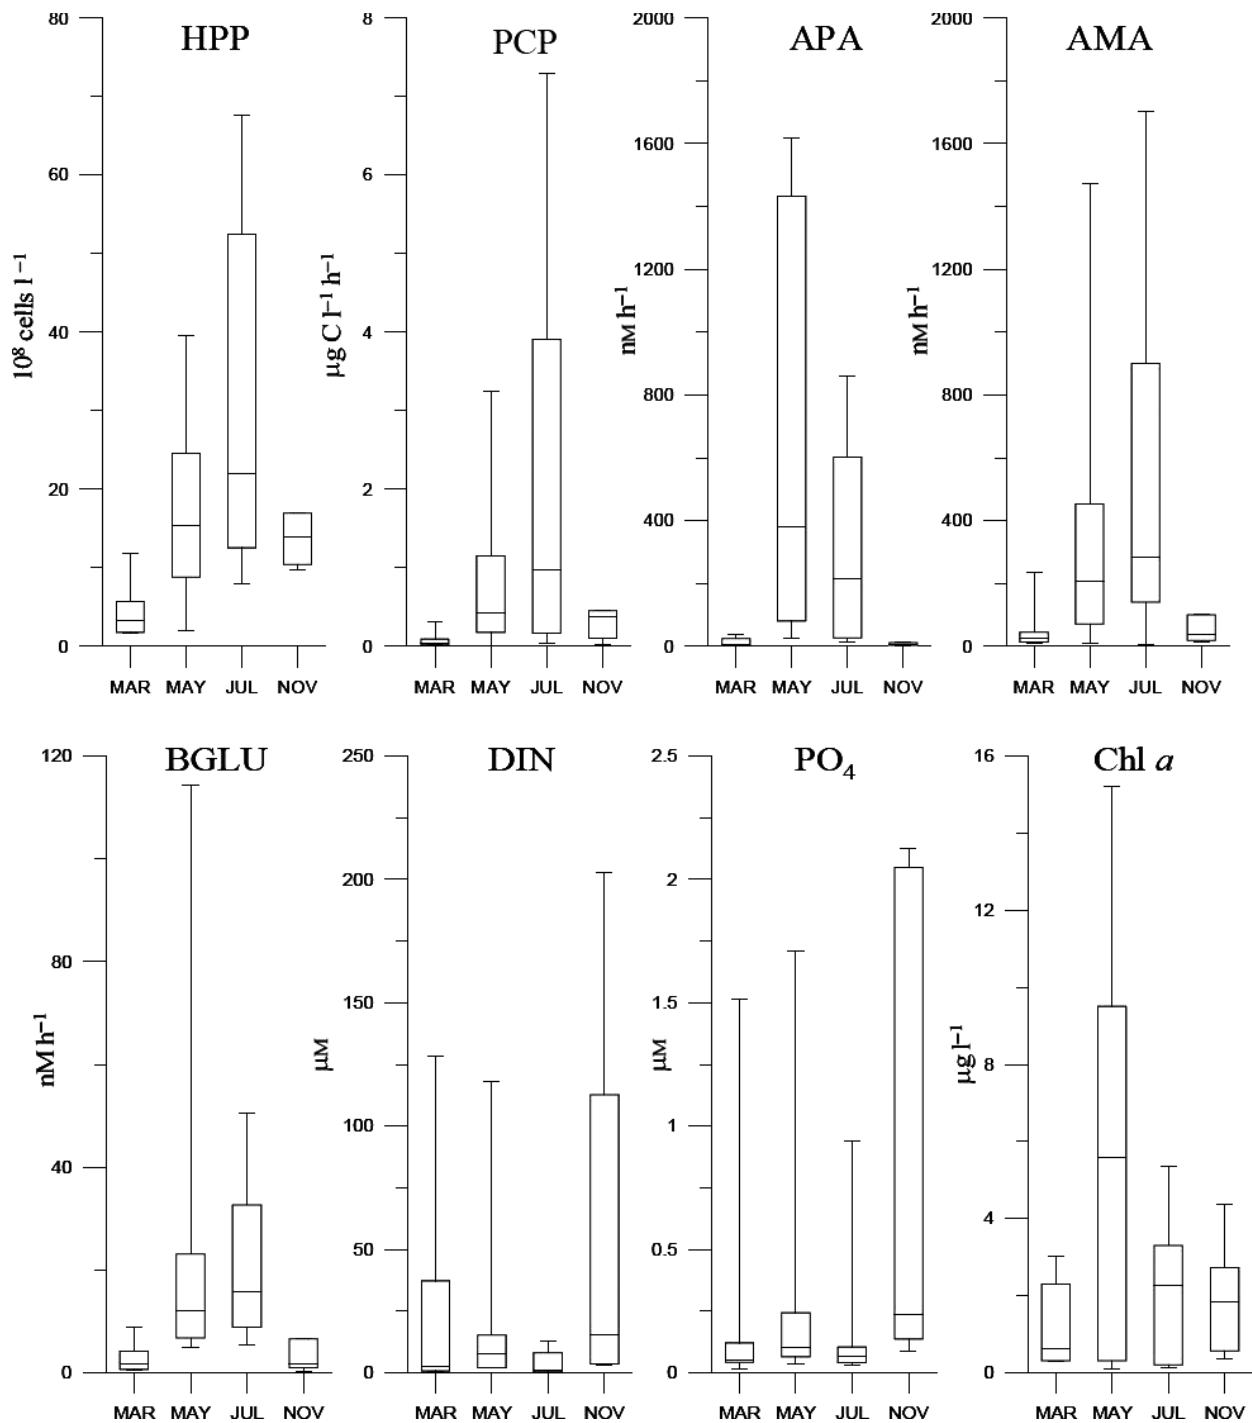 HPP
PCP
APA
AMA
80
60
40
20
0
10⁸ cells l⁻¹
MAR MAY JUL NOV
8
6
4
2
0
µg C l⁻¹ h⁻¹
MAR MAY JUL NOV
2000
1600
1200
800
400
0
nM h⁻¹
MAR MAY JUL NOV
2000
1600
1200
800
400
0
nM h⁻¹
MAR MAY JUL NOV
BGLU
DIN
PO₄
Chl a
120
80
40
0
nM h⁻¹
MAR MAY JUL NOV
250
200
150
100
50
0
µM
MAR MAY JUL NOV
2.5
2
1.5
1
0.5
0
µM
MAR MAY JUL NOV
16
12
8
4
0
µg l⁻¹
MAR MAY JUL NOV